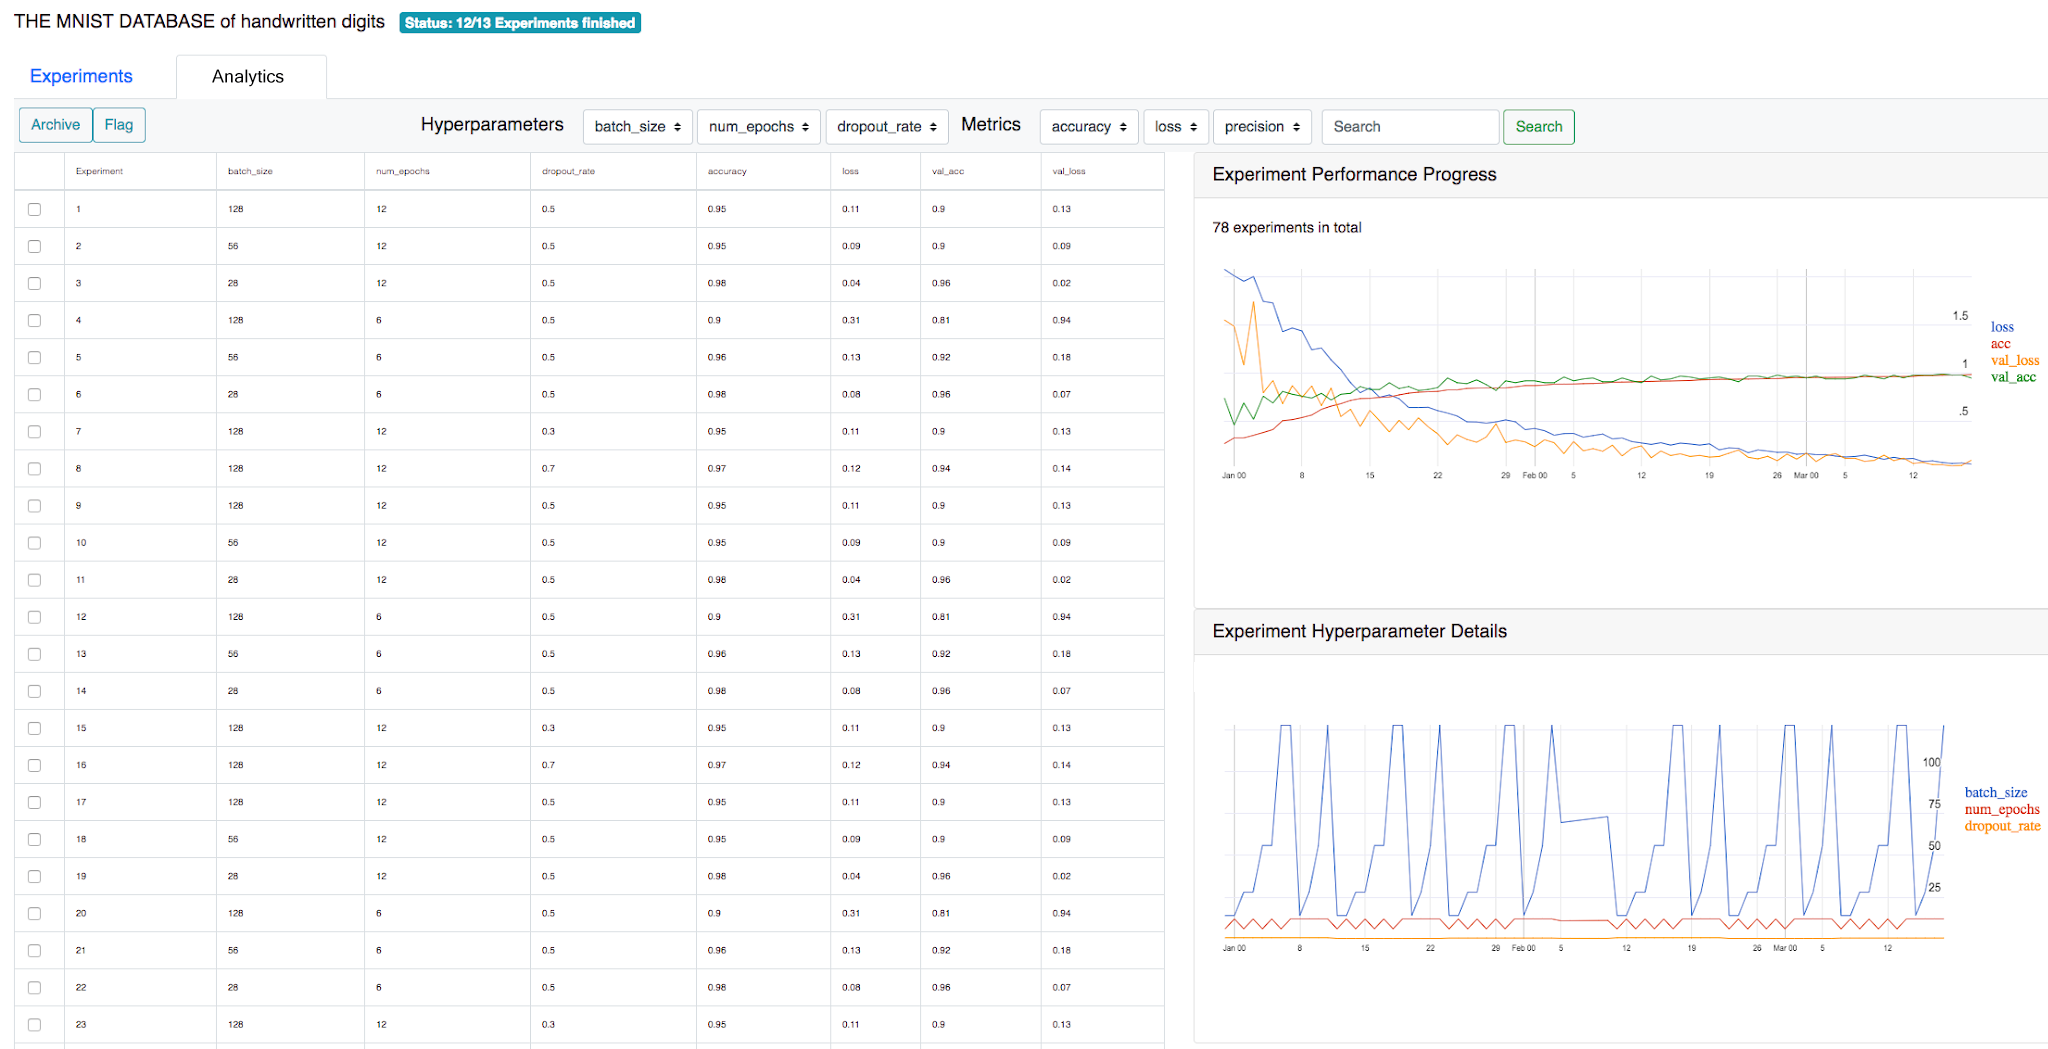 THE MNIST DATABASE of handwritten digits Status: 12/13 Experiments finished
Experiments Analytics
Archive Flag Hyperparameters batch_size num_epochs dropout_rate Metrics accuracy loss precision Search Search
Experiment batch_size num_epochs dropout_rate accuracy loss val_acc val_loss
1 128 12 0.5 0.95 0.11 0.9 0.13
2 56 12 0.5 0.95 0.09 0.9 0.09
3 28 12 0.5 0.98 0.04 0.96 0.02
4 128 6 0.5 0.9 0.31 0.81 0.94
5 56 6 0.5 0.96 0.13 0.92 0.18
6 28 6 0.5 0.98 0.08 0.96 0.07
7 128 12 0.3 0.95 0.11 0.9 0.13
8 128 12 0.7 0.97 0.12 0.94 0.14
9 128 12 0.5 0.95 0.11 0.9 0.13
10 56 12 0.5 0.95 0.09 0.9 0.09
11 28 12 0.5 0.98 0.04 0.96 0.02
12 128 6 0.5 0.9 0.31 0.81 0.94
13 56 6 0.5 0.96 0.13 0.92 0.18
14 28 6 0.5 0.98 0.08 0.96 0.07
15 128 12 0.3 0.95 0.11 0.9 0.13
16 128 12 0.7 0.97 0.12 0.94 0.14
17 128 12 0.5 0.95 0.11 0.9 0.13
18 56 12 0.5 0.95 0.09 0.9 0.09
19 28 12 0.5 0.98 0.04 0.96 0.02
20 128 6 0.5 0.9 0.31 0.81 0.94
21 56 6 0.5 0.96 0.13 0.92 0.18
22 28 6 0.5 0.98 0.08 0.96 0.07
23 128 12 0.3 0.95 0.11 0.9 0.13
Experiment Performance Progress
78 experiments in total
1.5
1
.5
loss
acc
val_loss
val_acc
Jan 00 8 15 22 29 Feb 00 5 12 19 26 Mar 00 5 12
Experiment Hyperparameter Details
100
75
50
25
batch_size
num_epochs
dropout_rate
Jan 00 8 15 22 29 Feb 00 5 12 19 26 Mar 00 5 12